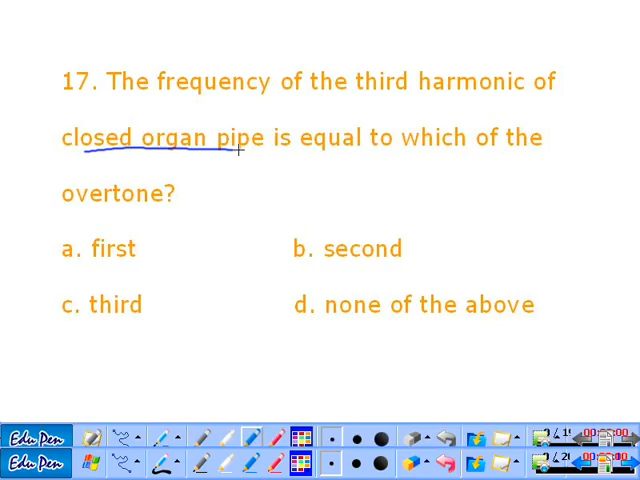 17. The frequency of the third harmonic of
closed organ pipe is equal to which of the
overtone?
a. first b. second
c. third d. none of the above
Edu Pen
Edu Pen